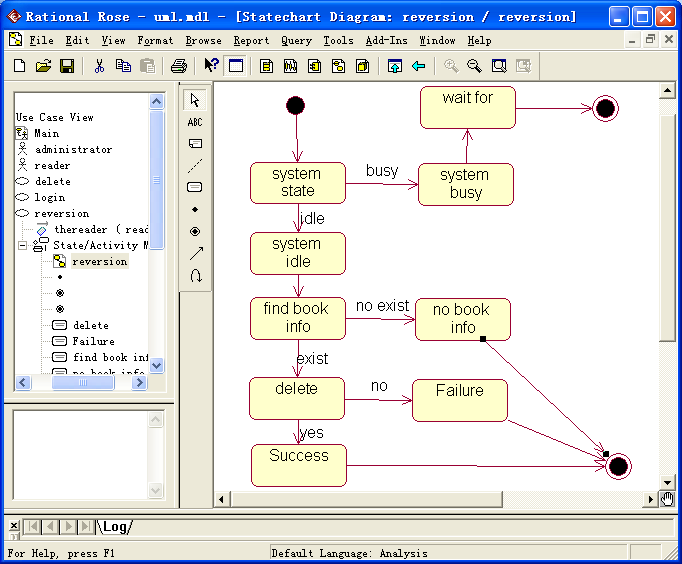 Rational Rose - uml.mdl - [Statechart Diagram: reversion / reversion]
File Edit View Format Browse Report Query Tools Add-Ins Window Help
ABC
Use Case View
Main
administrator
reader
delete
login
reversion
thereader ( read
State/Activity M
reversion
delete
Failure
find book inf
no book info
wait for
system
state
busy
system
busy
idle
system
idle
find book
info
no exist
no book
info
exist
delete
no
Failure
yes
Success
Log
For Help, press F1
Default Language: Analysis